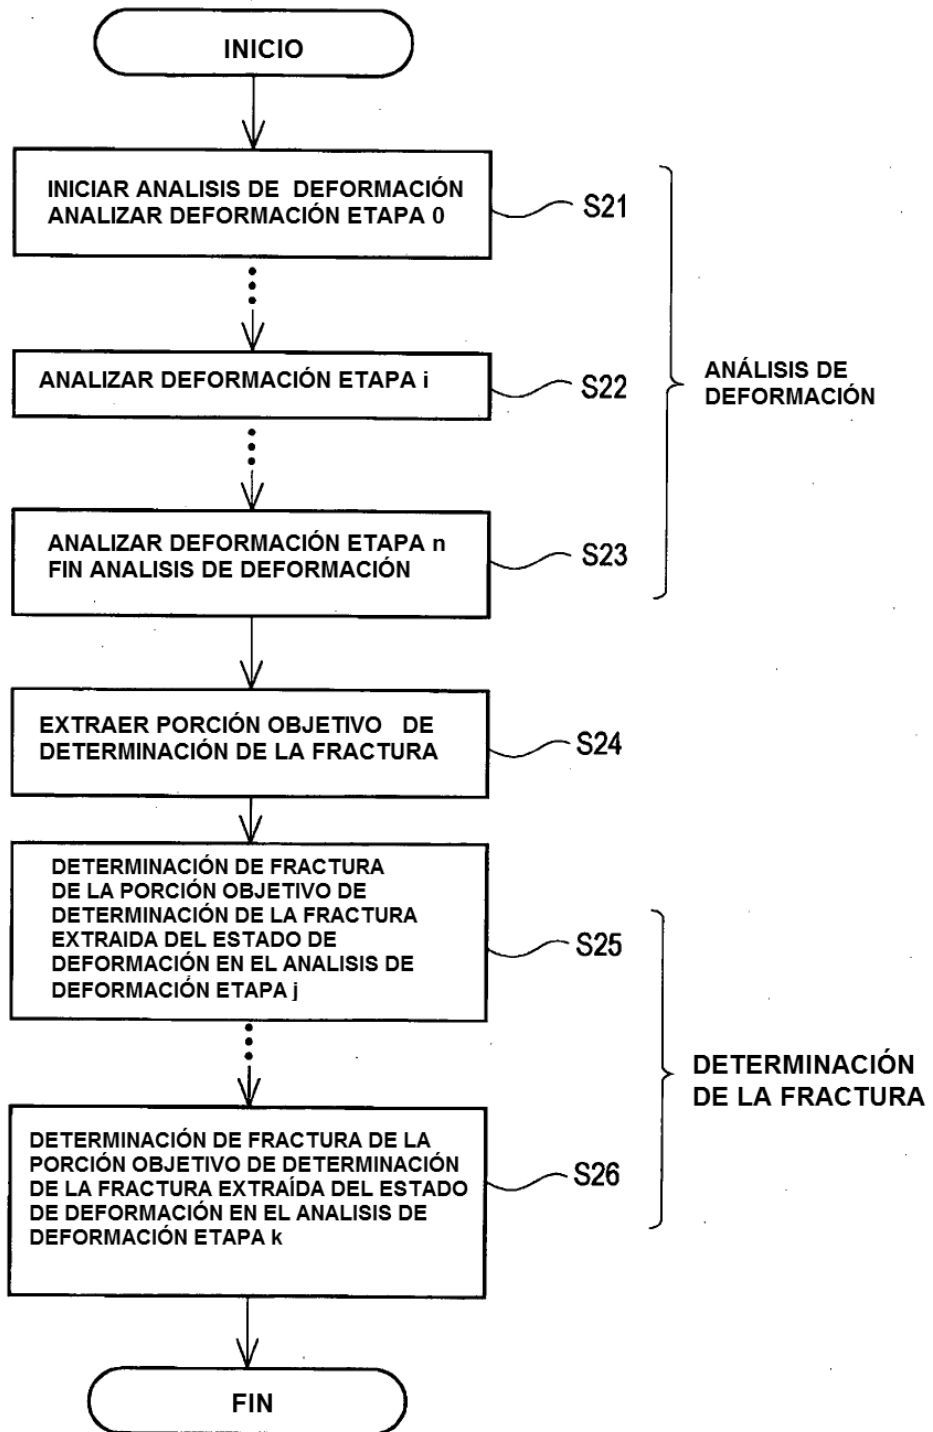 INICIO
INICIAR ANALISIS DE DEFORMACIÓN
ANALIZAR DEFORMACIÓN ETAPA 0
S21
ANALIZAR DEFORMACIÓN ETAPA i
S22
ANÁLISIS DE
DEFORMACIÓN
ANALIZAR DEFORMACIÓN ETAPA n
FIN ANALISIS DE DEFORMACIÓN
S23
EXTRAER PORCIÓN OBJETIVO DE
DETERMINACIÓN DE LA FRACTURA
S24
DETERMINACIÓN DE FRACTURA
DE LA PORCIÓN OBJETIVO DE
DETERMINACIÓN DE LA FRACTURA
EXTRAIDA DEL ESTADO DE
DEFORMACIÓN EN EL ANALISIS DE
DEFORMACIÓN ETAPA j
S25
DETERMINACIÓN
DE LA FRACTURA
DETERMINACIÓN DE FRACTURA DE LA
PORCIÓN OBJETIVO DE DETERMINACIÓN
DE LA FRACTURA EXTRAÍDA DEL ESTADO
DE DEFORMACIÓN EN EL ANALISIS DE
DEFORMACIÓN ETAPA k
S26
FIN